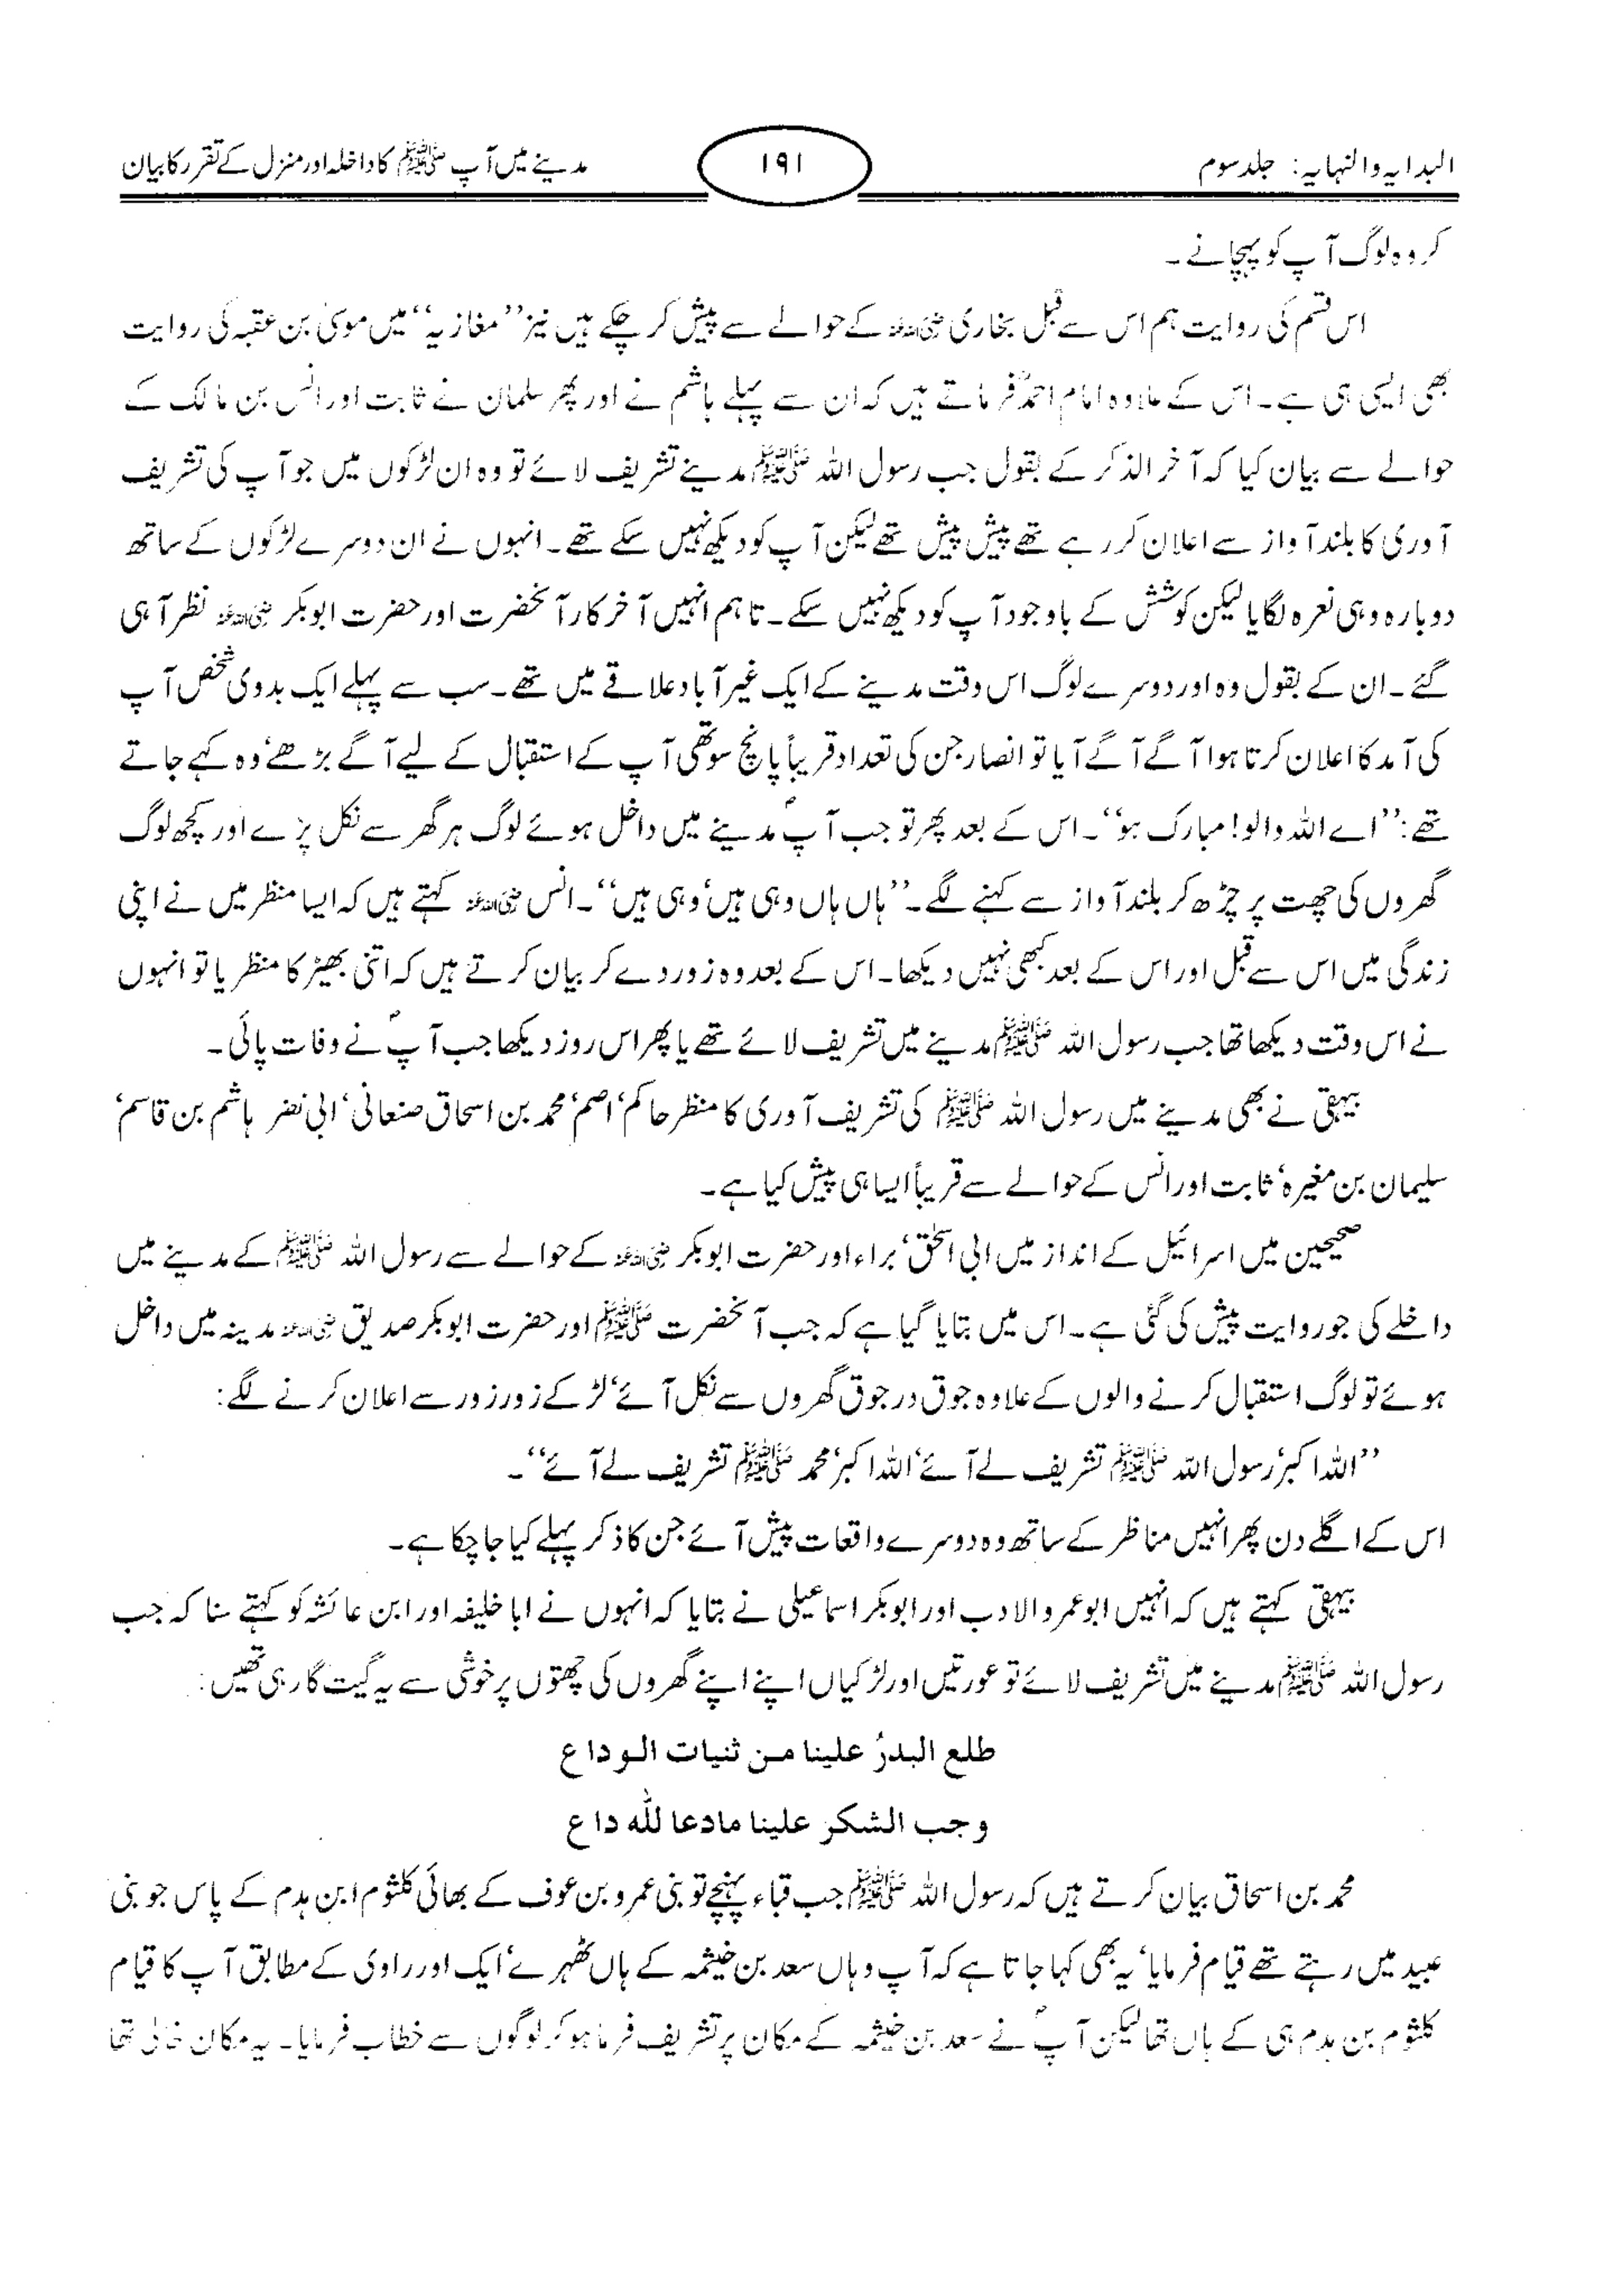 البدایہ والنہایہ: جلد سوم
۱۹۱
مدینے میں آپ ﷺ کا داخلہ اور منزل کے تقرر کا بیان
کر وہ لوگ آپ کو پہچانے۔
اس قسم کی روایت ہم اس سے قبل بخاری رضی اللہ عنہ کے حوالے سے پیش کر چکے ہیں نیز ’’مغازیہ‘‘ میں موسیٰ بن عقبہ کی روایت
بھی ایسی ہی ہے۔ اس کے علاوہ امام احمدؒ فرماتے ہیں کہ ان سے پہلے ہاشم نے اور پھر سلمان نے ثابت اور انس بن مالک کے
حوالے سے بیان کیا کہ آخر الذکر کے بقول جب رسول اللہ ﷺ مدینے تشریف لائے تو وہ ان لڑکوں میں جو آپ کی تشریف
آوری کا بلند آواز سے اعلان کر رہے تھے پیش پیش تھے لیکن آپ کو دیکھ نہیں سکے تھے۔ انہوں نے ان دوسرے لڑکوں کے ساتھ
دوبارہ وہی نعرہ لگایا لیکن کوشش کے باوجود آپ کو دیکھ نہیں سکے۔ تاہم انہیں آخر کار آنحضرت اور حضرت ابوبکر رضی اللہ عنہ نظر آ ہی
گئے۔ ان کے بقول وہ اور دوسرے لوگ اس وقت مدینے کے ایک غیر آباد علاقے میں تھے۔ سب سے پہلے ایک بدوی شخص آپ
کی آمد کا اعلان کرتا ہوا آگے آگے آیا تو انصار جن کی تعداد قریباً پانچ سو تھی آپ کے استقبال کے لیے آگے بڑھے‘ وہ کہے جاتے
تھے: ’’اے اللہ والو! مبارک ہو‘‘۔ اس کے بعد پھر تو جب آپؐ مدینے میں داخل ہوئے لوگ ہر گھر سے نکل پڑے اور کچھ لوگ
گھروں کی چھت پر چڑھ کر بلند آواز سے کہنے لگے۔ ’’ہاں ہاں وہی ہیں‘ وہی ہیں‘‘۔ انس رضی اللہ عنہ کہتے ہیں کہ ایسا منظر میں نے اپنی
زندگی میں اس سے قبل اور اس کے بعد کبھی نہیں دیکھا۔ اس کے بعد وہ زور دے کر بیان کرتے ہیں کہ اتنی بھیڑ کا منظر یا تو انہوں
نے اس وقت دیکھا تھا جب رسول اللہ ﷺ مدینے میں تشریف لائے تھے یا پھر اس روز دیکھا جب آپؐ نے وفات پائی۔
بیہقی نے بھی مدینے میں رسول اللہ ﷺ کی تشریف آوری کا منظر حاکم‘ اصم‘ محمد بن اسحاق صنعانی‘ ابی نضر ہاشم بن قاسم‘
سلیمان بن مغیرہ‘ ثابت اور انس کے حوالے سے قریباً ایسا ہی پیش کیا ہے۔
صحیحین میں اسرائیل کے انداز میں ابی اسحٰق‘ براء اور حضرت ابوبکر رضی اللہ عنہ کے حوالے سے رسول اللہ ﷺ کے مدینے میں
داخلے کی جو روایت پیش کی گئی ہے۔ اس میں بتایا گیا ہے کہ جب آنحضرت ﷺ اور حضرت ابوبکر صدیق رضی اللہ عنہ مدینہ میں داخل
ہوئے تو لوگ استقبال کرنے والوں کے علاوہ جوق در جوق گھروں سے نکل آئے‘ لڑکے زور زور سے اعلان کرنے لگے:
’’اللہ اکبر‘ رسول اللہ ﷺ تشریف لے آئے‘ اللہ اکبر‘ محمد ﷺ تشریف لے آئے‘‘۔
اس کے اگلے دن پھر انہیں مناظر کے ساتھ وہ دوسرے واقعات پیش آئے جن کا ذکر پہلے کیا جا چکا ہے۔
بیہقی کہتے ہیں کہ انہیں ابو عمر والادب اور ابوبکر اسماعیلی نے بتایا کہ انہوں نے ابا خلیفہ اور ابن عائشہ کو کہتے سنا کہ جب
رسول اللہ ﷺ مدینے میں تشریف لائے تو عورتیں اور لڑکیاں اپنے اپنے گھروں کی چھتوں پر خوشی سے یہ گیت گا رہی تھیں:
طلع البدرُ علینا من ثنیات الوداع
وجب الشکر علینا مادعا للّٰہ داع
محمد بن اسحاق بیان کرتے ہیں کہ رسول اللہ ﷺ جب قباء پہنچے تو بنی عمرو بن عوف کے بھائی کلثوم ابن ہدم کے پاس جو بنی
عبید میں رہتے تھے قیام فرمایا‘ یہ بھی کہا جاتا ہے کہ آپ وہاں سعد بن خیثمہ کے ہاں ٹھہرے‘ ایک اور راوی کے مطابق آپ کا قیام
کلثوم بن ہدم ہی کے ہاں تھا لیکن آپؐ نے سعد بن خیثمہ کے مکان پر تشریف فرما ہو کر لوگوں سے خطاب فرمایا۔ یہ مکان خالی تھا